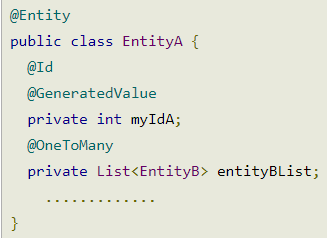 @Entity
public class EntityA {
@Id
@GeneratedValue
private int myIdA;
@OneToMany
private List<EntityB> entityBList;
.............
}